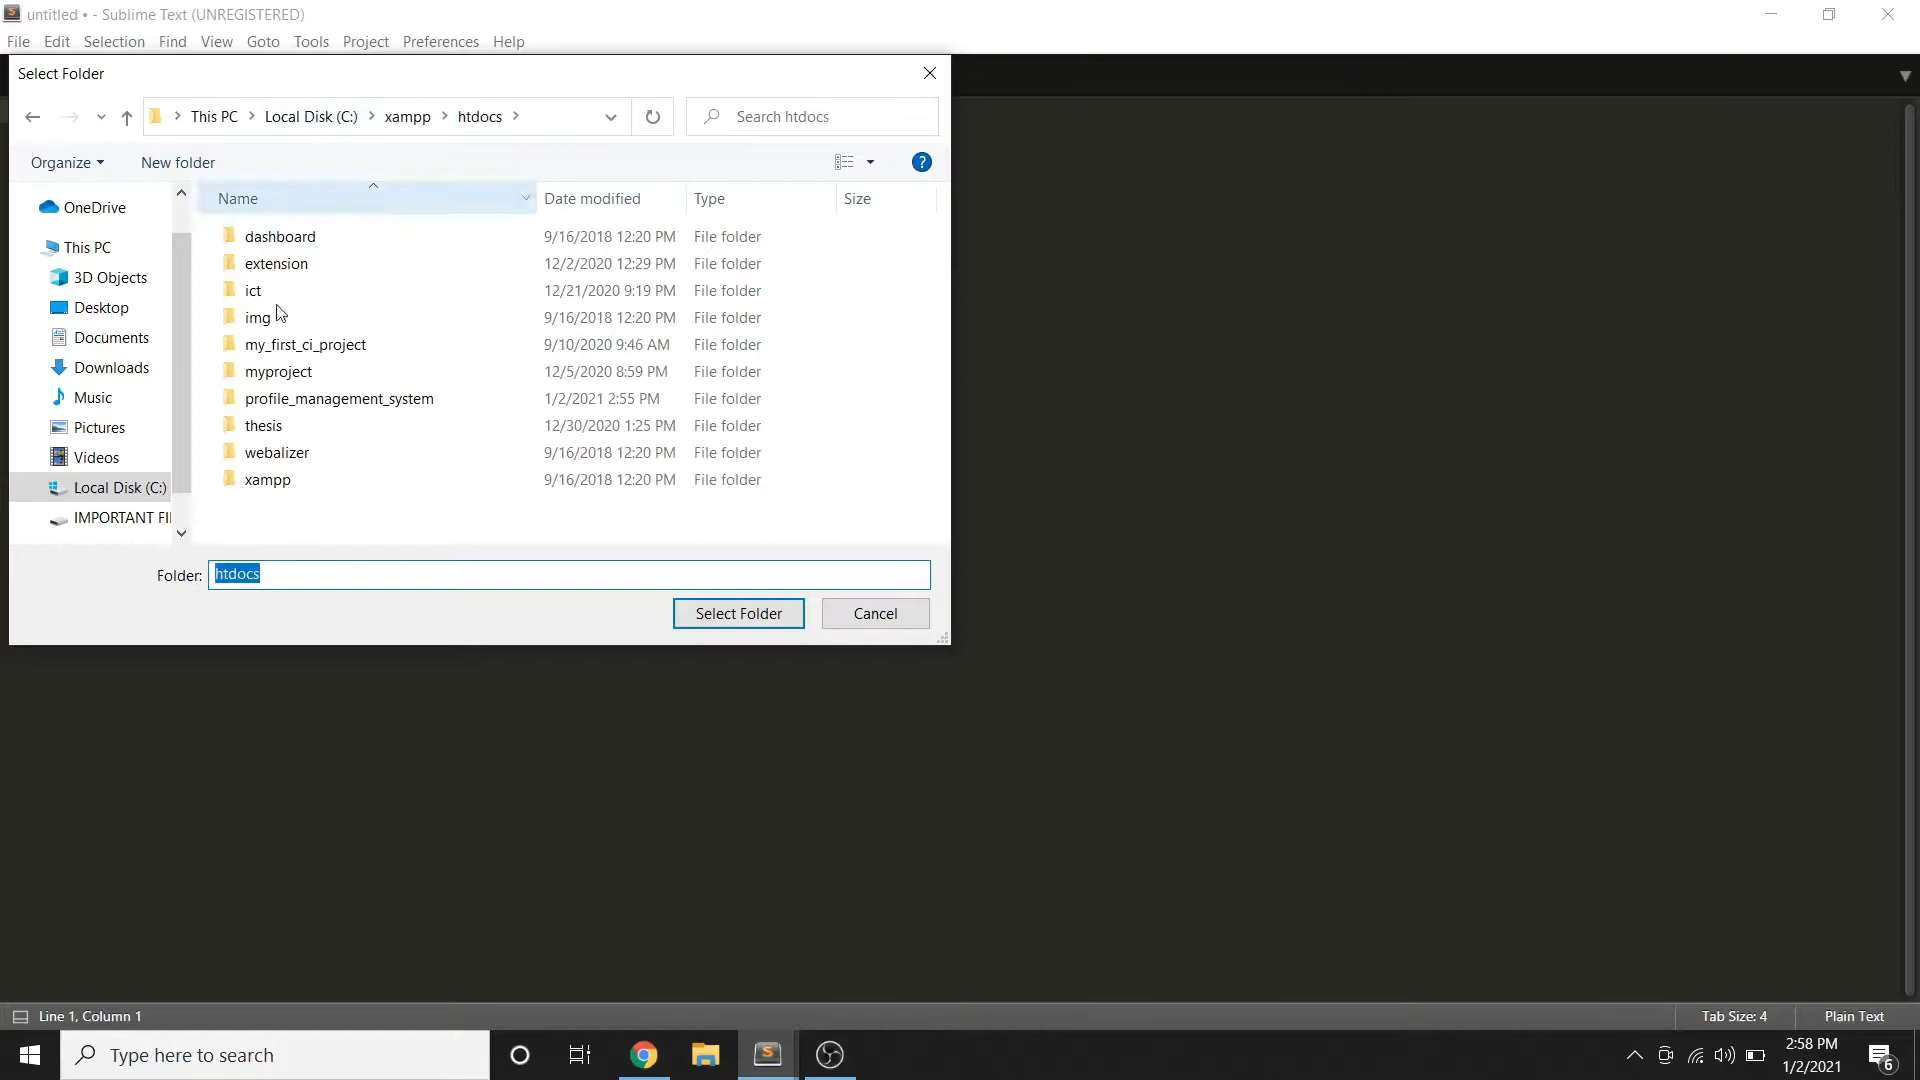 untitled • - Sublime Text (UNREGISTERED)
File Edit Selection Find View Goto Tools Project Preferences Help
Select Folder
This PC > Local Disk (C:) > xampp > htdocs >
Search htdocs
Organize
New folder
?
Name Date modified Type Size
OneDrive
This PC
3D Objects
Desktop
Documents
Downloads
Music
Pictures
Videos
Local Disk (C:)
IMPORTANT FI
dashboard 9/16/2018 12:20 PM File folder
extension 12/2/2020 12:29 PM File folder
ict 12/21/2020 9:19 PM File folder
img 9/16/2018 12:20 PM File folder
my_first_ci_project 9/10/2020 9:46 AM File folder
myproject 12/5/2020 8:59 PM File folder
profile_management_system 1/2/2021 2:55 PM File folder
thesis 12/30/2020 1:25 PM File folder
webalizer 9/16/2018 12:20 PM File folder
xampp 9/16/2018 12:20 PM File folder
Folder: htdocs
Select Folder Cancel
Line 1, Column 1
Tab Size: 4
Plain Text
Type here to search
2:58 PM
1/2/2021
6